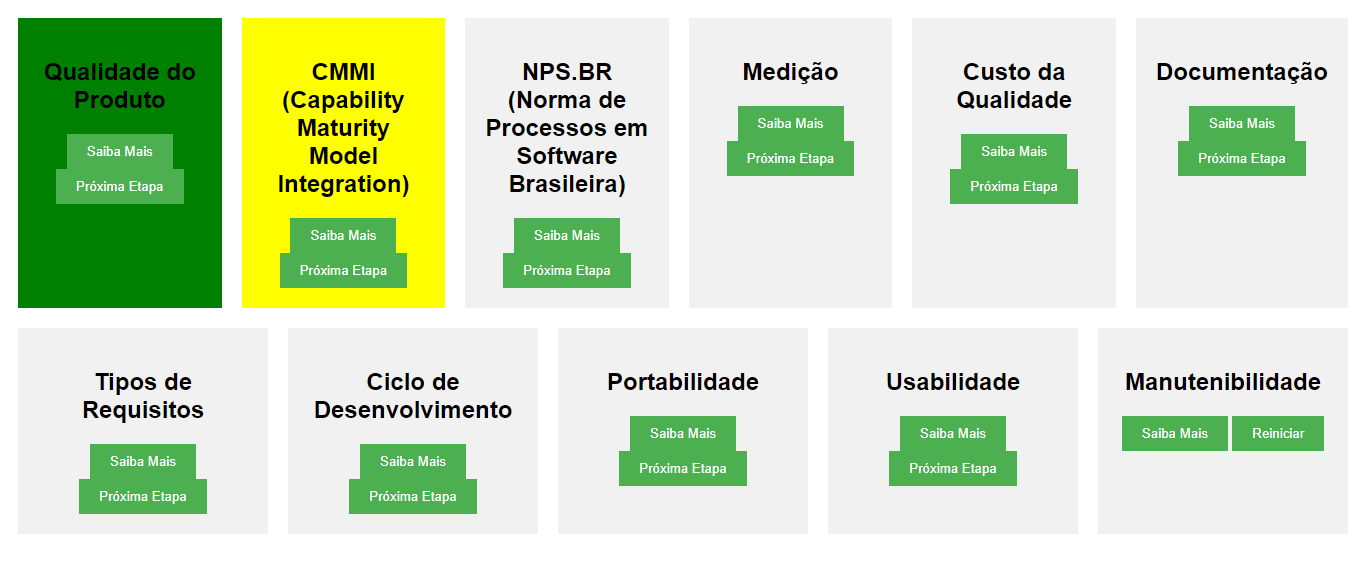 Qualidade do
Produto
Saiba Mais
Próxima Etapa
CMMI
(Capability
Maturity
Model
Integration)
Saiba Mais
Próxima Etapa
NPS.BR
(Norma de
Processos em
Software
Brasileira)
Saiba Mais
Próxima Etapa
Medição
Saiba Mais
Próxima Etapa
Custo da
Qualidade
Saiba Mais
Próxima Etapa
Documentação
Saiba Mais
Próxima Etapa
Tipos de
Requisitos
Saiba Mais
Próxima Etapa
Ciclo de
Desenvolvimento
Saiba Mais
Próxima Etapa
Portabilidade
Saiba Mais
Próxima Etapa
Usabilidade
Saiba Mais
Próxima Etapa
Manutenibilidade
Saiba Mais Reiniciar